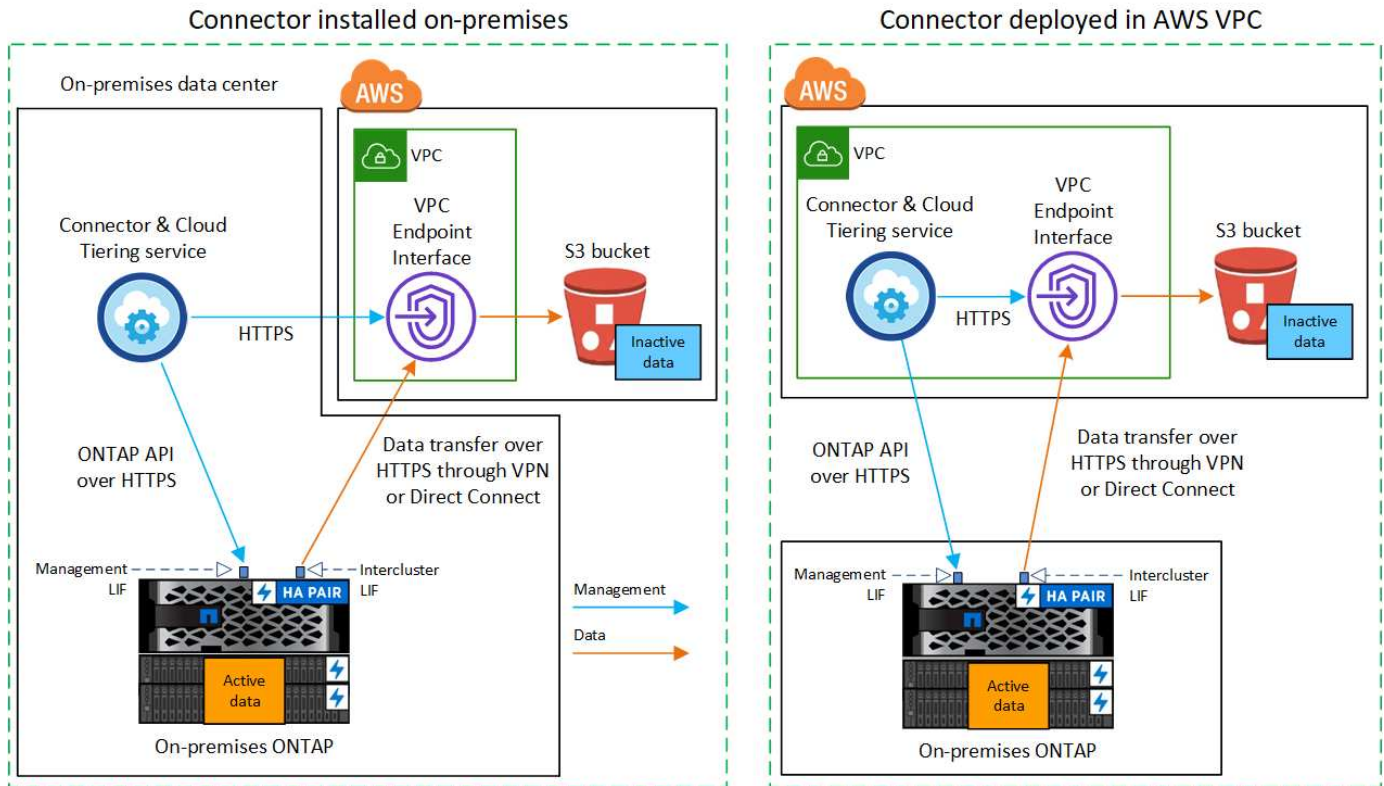 Connector installed on-premises
On-premises data center
AWS
VPC
VPC
Endpoint
Interface
Connector & Cloud
Tiering service
S3 bucket
HTTPS
Inactive
data
ONTAP API
over HTTPS
Data transfer over
HTTPS through VPN
or Direct Connect
Management
LIF
Intercluster
LIF
HA PAIR
Management
Data
Active
data
On-premises ONTAP
Connector deployed in AWS VPC
AWS
VPC
VPC
Endpoint
Interface
Connector & Cloud
Tiering service
S3 bucket
HTTPS
Inactive
data
ONTAP API
over HTTPS
Data transfer over
HTTPS through VPN
or Direct Connect
Management
LIF
Intercluster
LIF
HA PAIR
Active
data
On-premises ONTAP